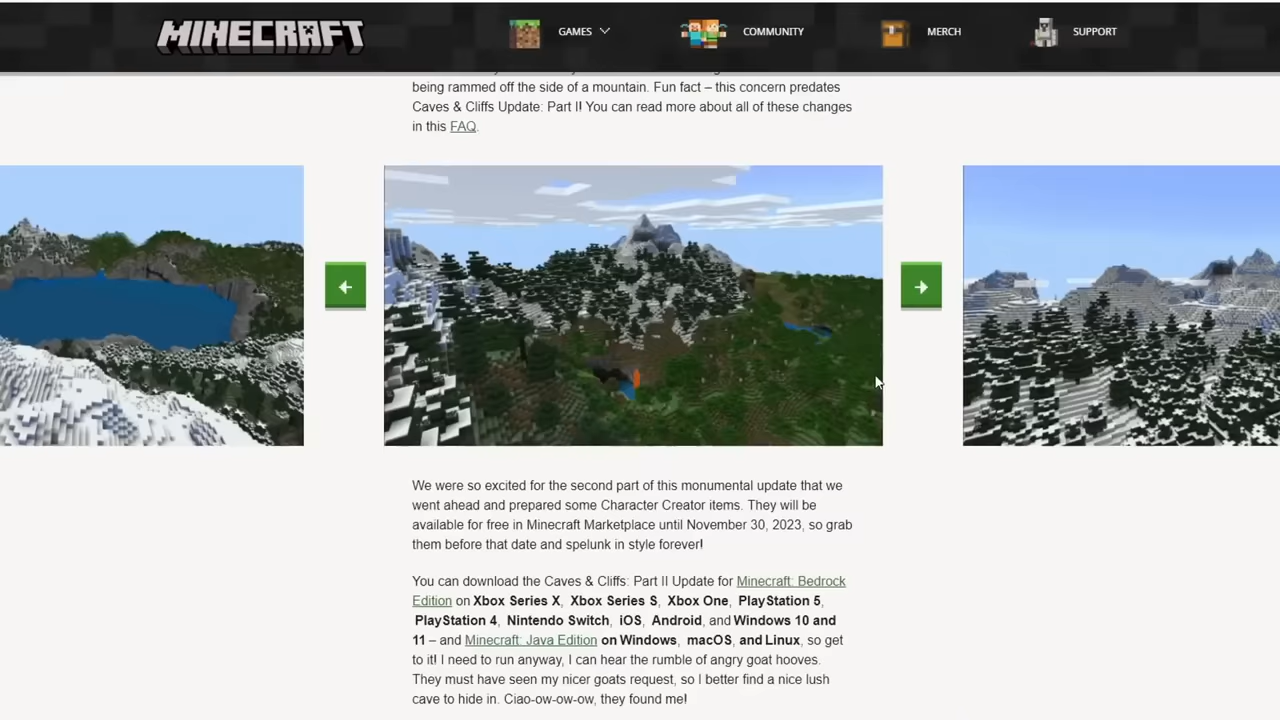 MINECRAFT
GAMES
COMMUNITY
MERCH
SUPPORT
being rammed off the side of a mountain. Fun fact – this concern predates
Caves & Cliffs Update: Part II! You can read more about all of these changes
in this FAQ.
We were so excited for the second part of this monumental update that we
went ahead and prepared some Character Creator items. They will be
available for free in Minecraft Marketplace until November 30, 2023, so grab
them before that date and spelunk in style forever!
You can download the Caves & Cliffs: Part II Update for Minecraft: Bedrock
Edition on Xbox Series X, Xbox Series S, Xbox One, PlayStation 5,
PlayStation 4, Nintendo Switch, iOS, Android, and Windows 10 and
11 – and Minecraft: Java Edition on Windows, macOS, and Linux, so get
to it! I need to run anyway, I can hear the rumble of angry goat hooves.
They must have seen my nicer goats request, so I better find a nice lush
cave to hide in. Ciao-ow-ow-ow, they found me!